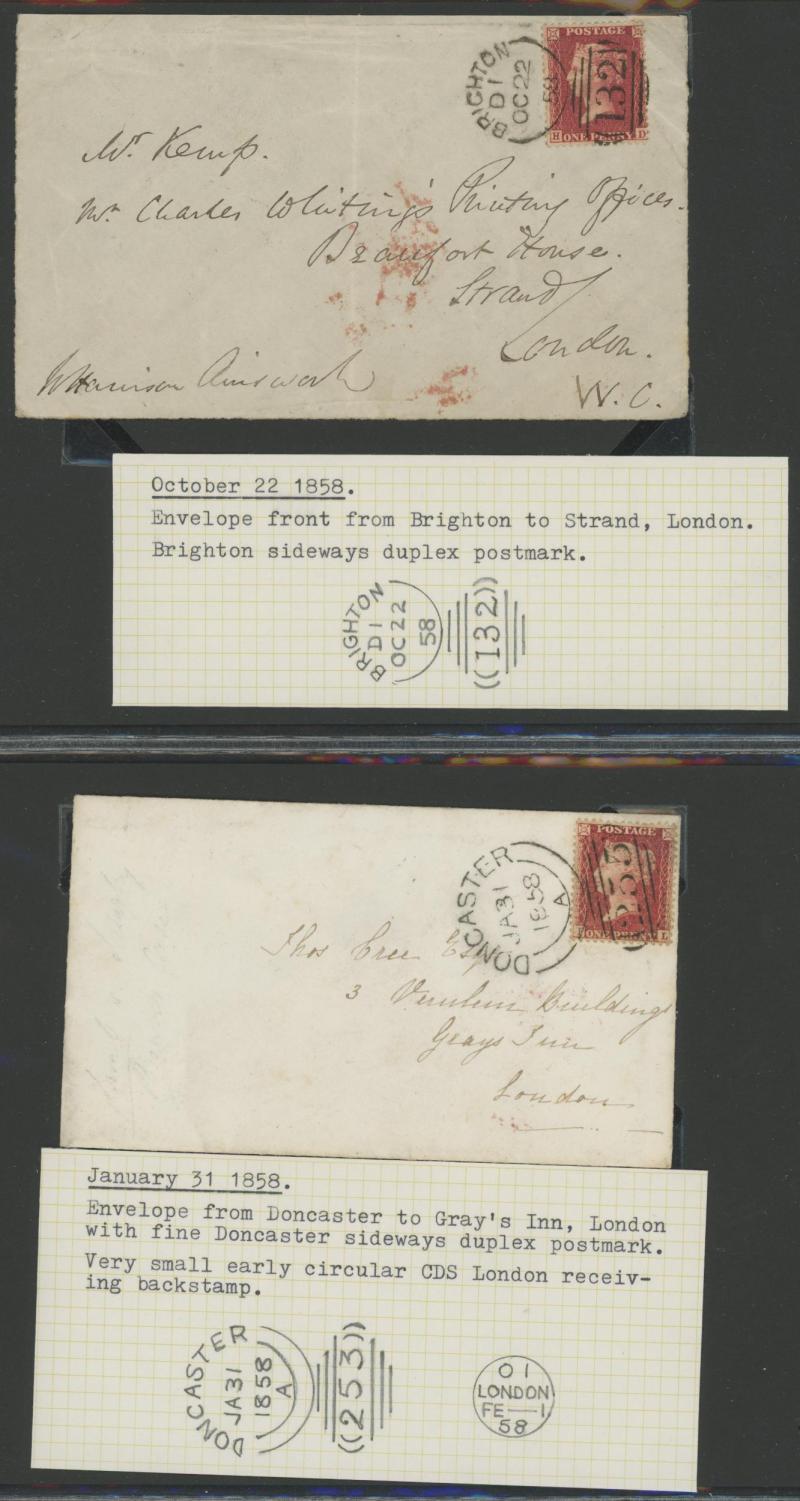 BRIGHTON
D1
OC22
58
132
POSTAGE
H ONE PENNY D
Mr Kemp.
Mr Charles Whiting's Printing Offices.
Beaufort House.
Strand
London.
W.C.
W Harrison Ainsworth
October 22 1858.
Envelope front from Brighton to Strand, London.
Brighton sideways duplex postmark.
BRIGHTON
D1
OC22
58
132
DONCASTER
JA31
1858
A
POSTAGE
ONE PENNY L
Thos Cree Esq
3 Verulam Buildings
Grays Inn
London
January 31 1858.
Envelope from Doncaster to Gray's Inn, London
with fine Doncaster sideways duplex postmark.
Very small early circular CDS London receiv-
ing backstamp.
DONCASTER
JA31
1858
A
253
O1
LONDON
FE—1
58